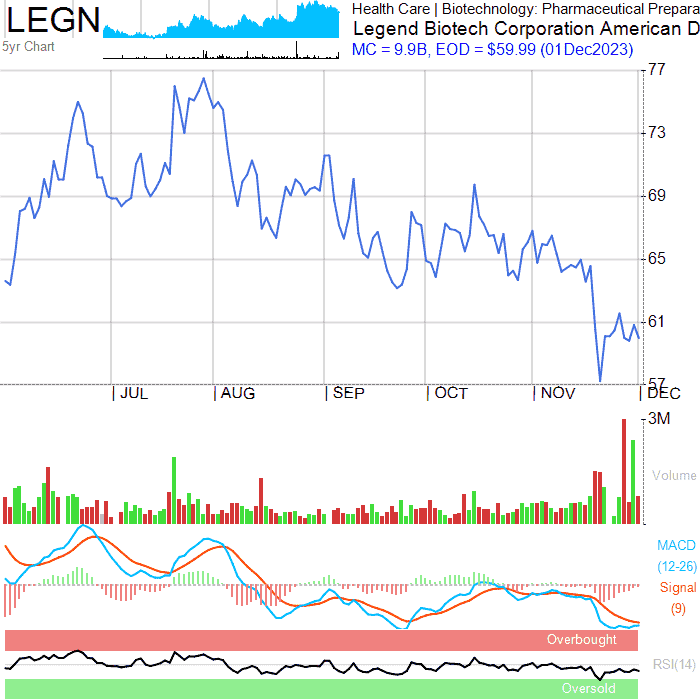 LEGN
Health Care | Biotechnology: Pharmaceutical Prepara
Legend Biotech Corporation American D
5yr Chart
MC = 9.9B, EOD = $59.99 (01Dec2023)
77
73
69
65
61
57
JUL
AUG
SEP
OCT
NOV
DEC
3M
Volume
MACD
(12-26)
Signal
(9)
Overbought
RSI(14)
Oversold